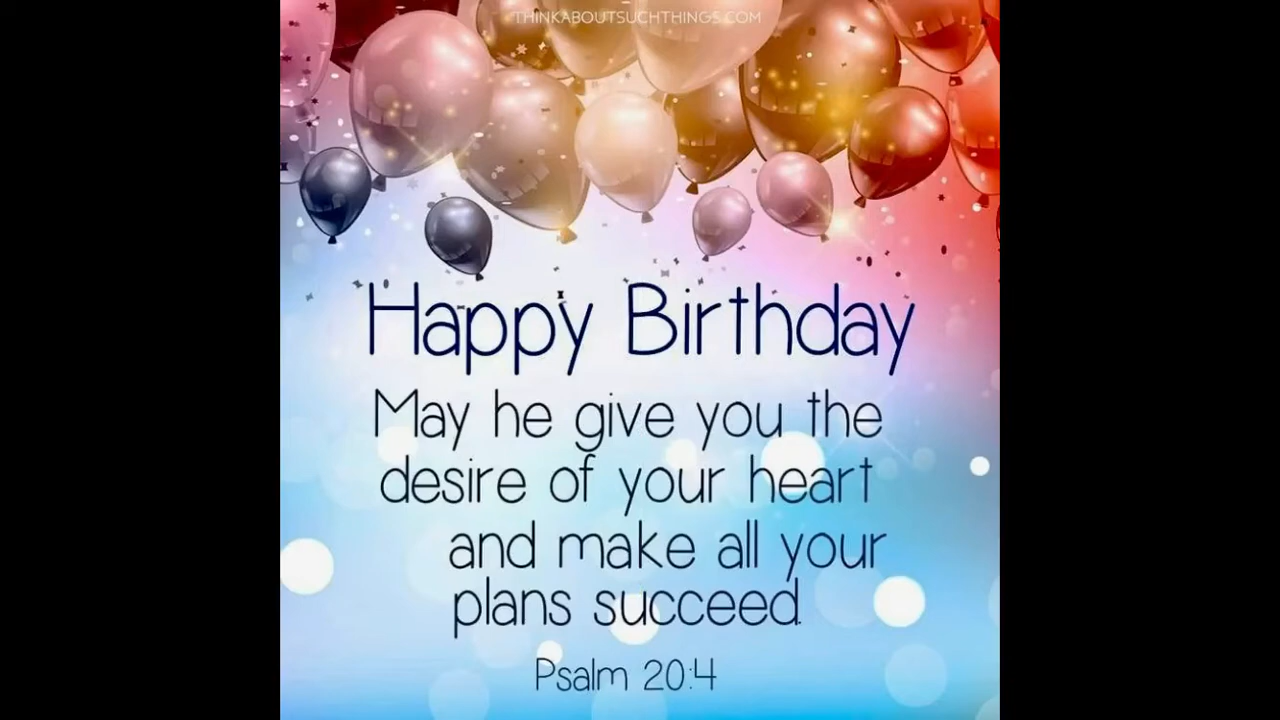 THINKABOUTSUCHTHINGS.COM
Happy Birthday
May he give you the
desire of your heart
and make all your
plans succeed.
Psalm 20:4